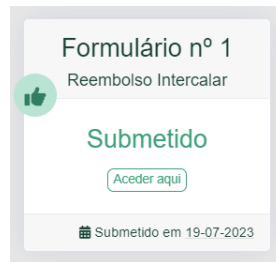 Formulário nº 1
Reembolso Intercalar
Submetido
Aceder aqui
Submetido em 19-07-2023